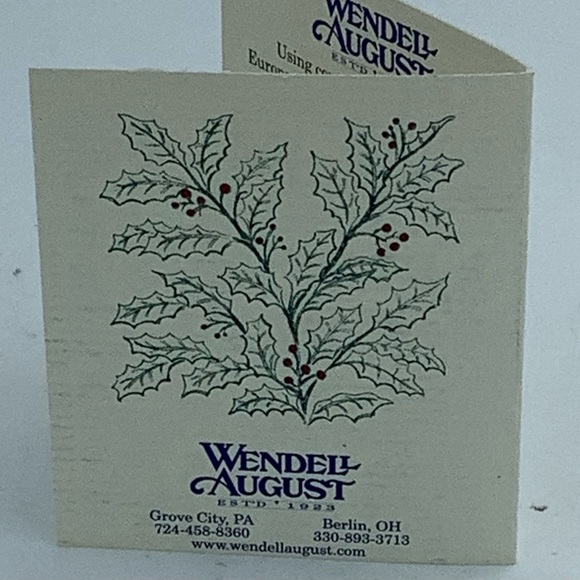 WENDELL
AUGUST
ESTD
Using
WENDELL
AUGUST
ESTD * 1923
Grove City, PA
724-458-8360
Berlin, OH
330-893-3713
www.wendellaugust.com